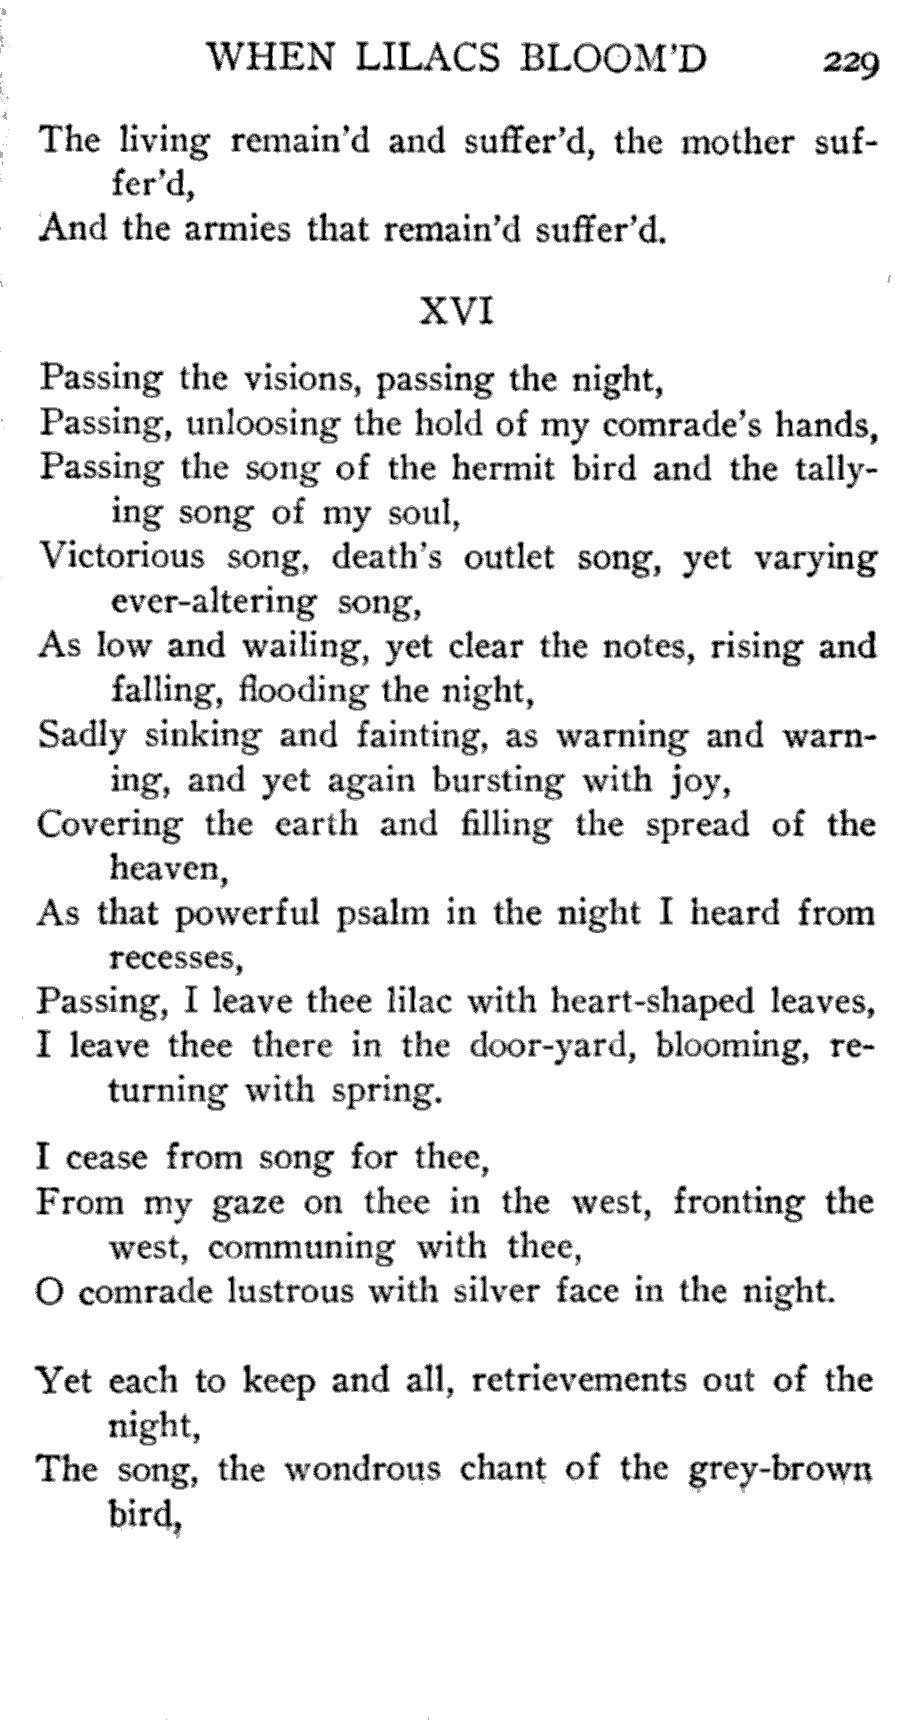 WHEN LILACS BLOOM'D 229
The living remain'd and suffer'd, the mother suf-
fer'd,
And the armies that remain'd suffer'd.
XVI
Passing the visions, passing the night,
Passing, unloosing the hold of my comrade's hands,
Passing the song of the hermit bird and the tally-
ing song of my soul,
Victorious song, death's outlet song, yet varying
ever-altering song,
As low and wailing, yet clear the notes, rising and
falling, flooding the night,
Sadly sinking and fainting, as warning and warn-
ing, and yet again bursting with joy,
Covering the earth and filling the spread of the
heaven,
As that powerful psalm in the night I heard from
recesses,
Passing, I leave thee lilac with heart-shaped leaves,
I leave thee there in the door-yard, blooming, re-
turning with spring.
I cease from song for thee,
From my gaze on thee in the west, fronting the
west, communing with thee,
O comrade lustrous with silver face in the night.
Yet each to keep and all, retrievements out of the
night,
The song, the wondrous chant of the grey-brown
bird,